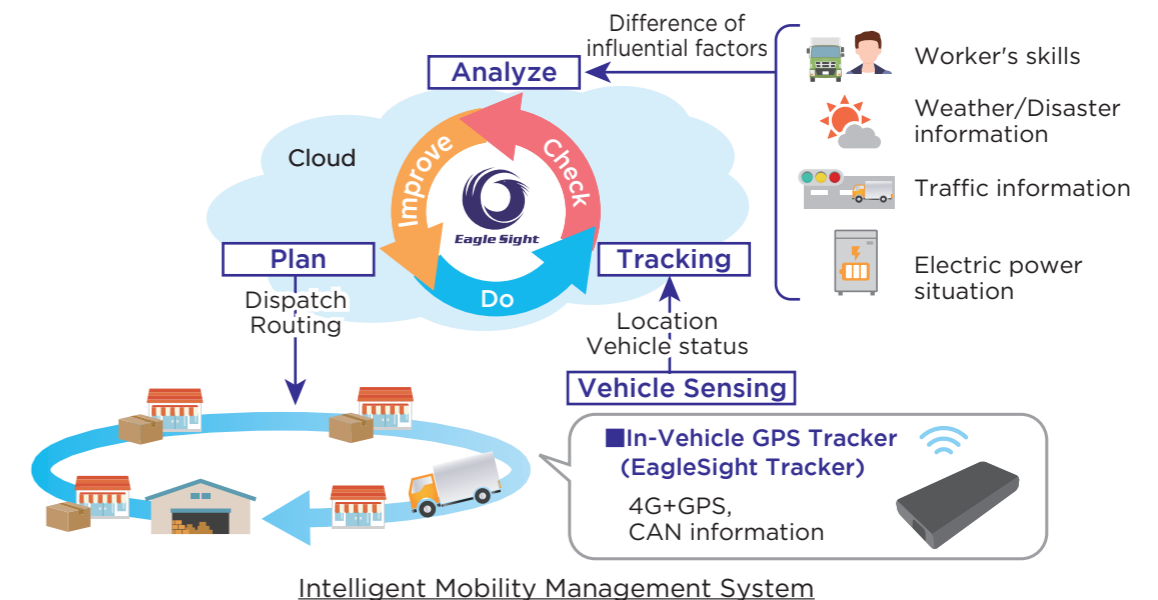 Difference of
influential factors
Analyze
Worker's skills
Weather/Disaster
information
Traffic information
Electric power
situation
Cloud
Improve
Check
Do
Eagle Sight
Plan
Tracking
Dispatch
Routing
Location
Vehicle status
Vehicle Sensing
■In-Vehicle GPS Tracker
(EagleSight Tracker)
4G+GPS,
CAN information
Intelligent Mobility Management System